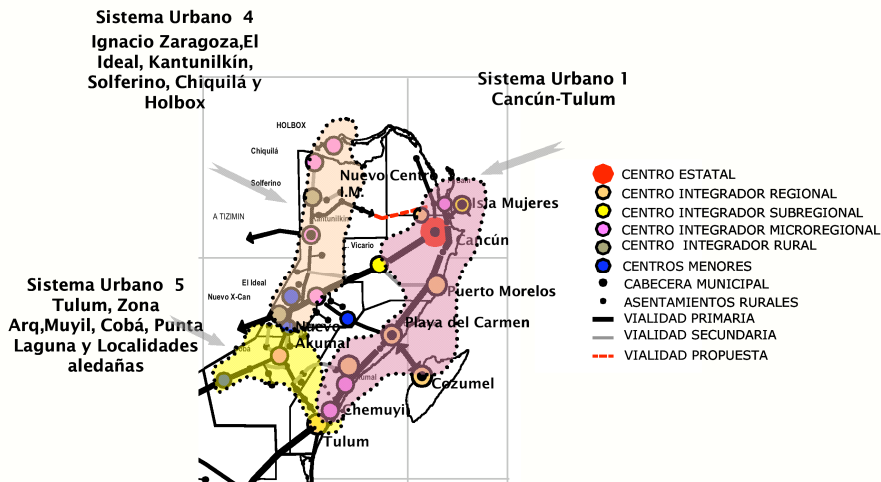 Sistema Urbano 4
Ignacio Zaragoza,El
Ideal, Kantunilkín,
Solferino, Chiquilá y
Holbox
Sistema Urbano 1
Cancún-Tulum
HOLBOX
Chiquilá
Nuevo Centro
I.M.
Solferino
Isla Mujeres
A TIZIMIN
Kantunilkin
Vicario
Cancún
El Ideal
Nuevo X-Can
Puerto Morelos
Nuevo
Akumal
Playa del Carmen
Cobá
Cozumel
Chemuyil
Tulum
Sistema Urbano 5
Tulum, Zona
Arq,Muyil, Cobá, Punta
Laguna y Localidades
aledañas
CENTRO ESTATAL
CENTRO INTEGRADOR REGIONAL
CENTRO INTEGRADOR SUBREGIONAL
CENTRO INTEGRADOR MICROREGIONAL
CENTRO INTEGRADOR RURAL
CENTROS MENORES
CABECERA MUNICIPAL
ASENTAMIENTOS RURALES
VIALIDAD PRIMARIA
VIALIDAD SECUNDARIA
VIALIDAD PROPUESTA